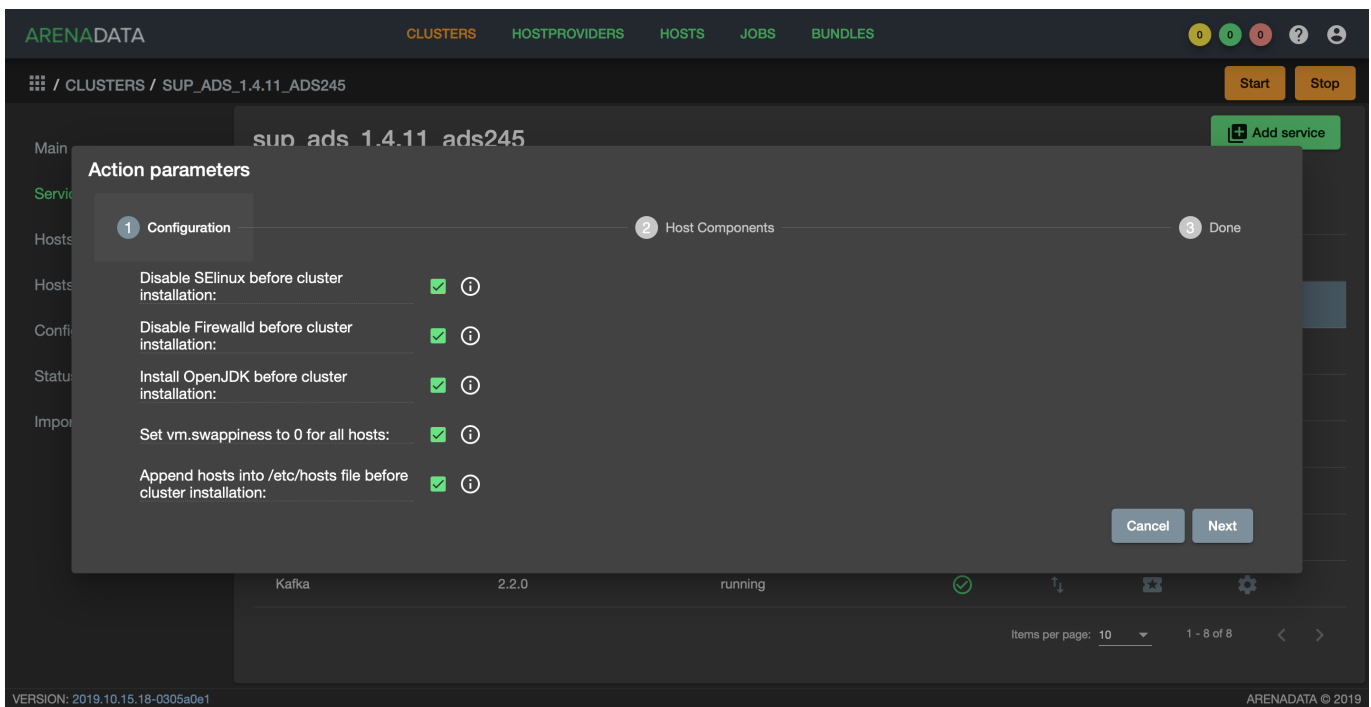 ARENADATA
CLUSTERS HOSTPROVIDERS HOSTS JOBS BUNDLES
0 0 0
/ CLUSTERS / SUP_ADS_1.4.11_ADS245
Start Stop
sup_ads_1.4.11_ads245
Add service
Main
Action parameters
1 Configuration
2 Host Components
3 Done
Hosts
Hosts
Disable SElinux before cluster
installation:
Disable Firewalld before cluster
installation:
Install OpenJDK before cluster
installation:
Set vm.swappiness to 0 for all hosts:
Append hosts into /etc/hosts file before
cluster installation:
Cancel Next
Kafka 2.2.0 running
Items per page: 10 1 - 8 of 8
VERSION: 2019.10.15.18-0305a0e1
ARENADATA © 2019